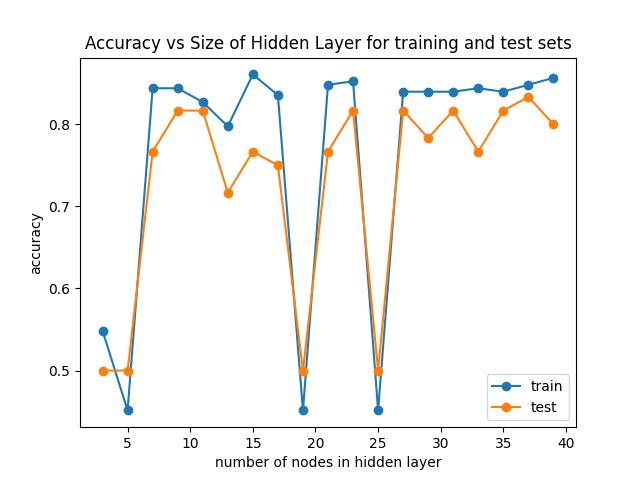 Accuracy vs Size of Hidden Layer for training and test sets
accuracy
0.8
0.7
0.6
0.5
5 10 15 20 25 30 35 40
number of nodes in hidden layer
train
test